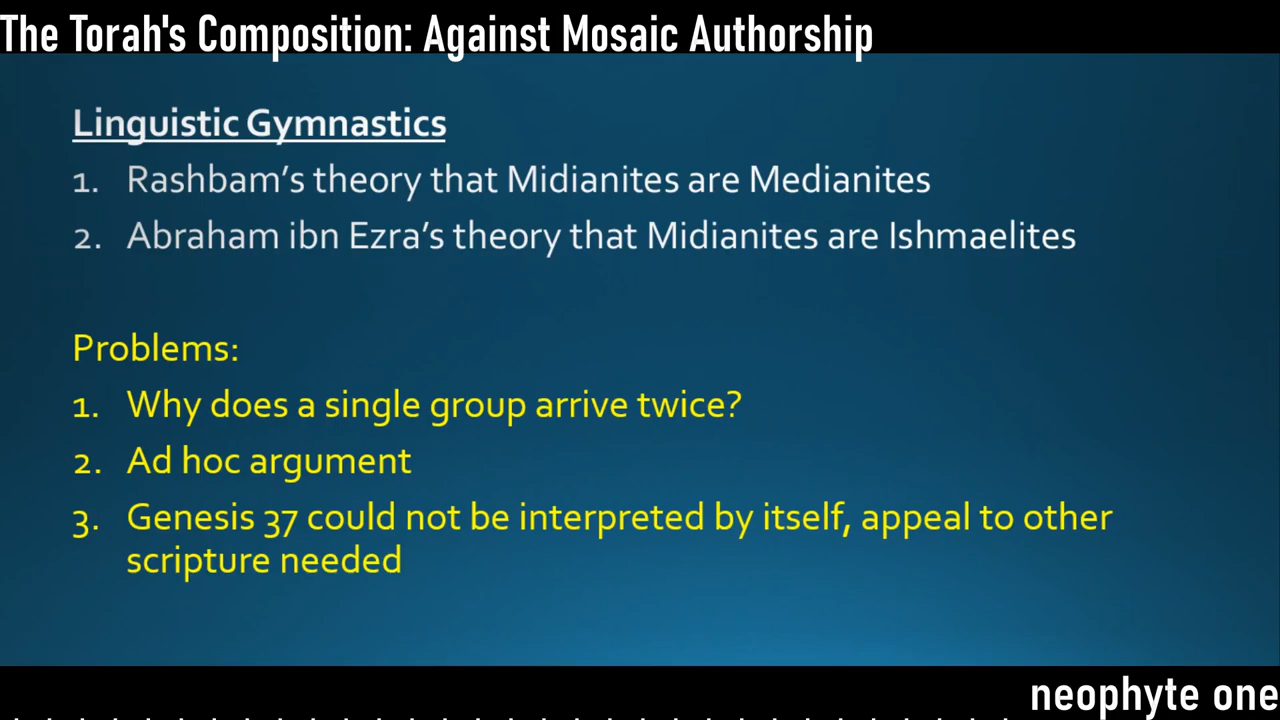 The Torah's Composition: Against Mosaic Authorship
Linguistic Gymnastics
1. Rashbam’s theory that Midianites are Medianites
2. Abraham ibn Ezra’s theory that Midianites are Ishmaelites
Problems:
1. Why does a single group arrive twice?
2. Ad hoc argument
3. Genesis 37 could not be interpreted by itself, appeal to other
scripture needed
neophyte one